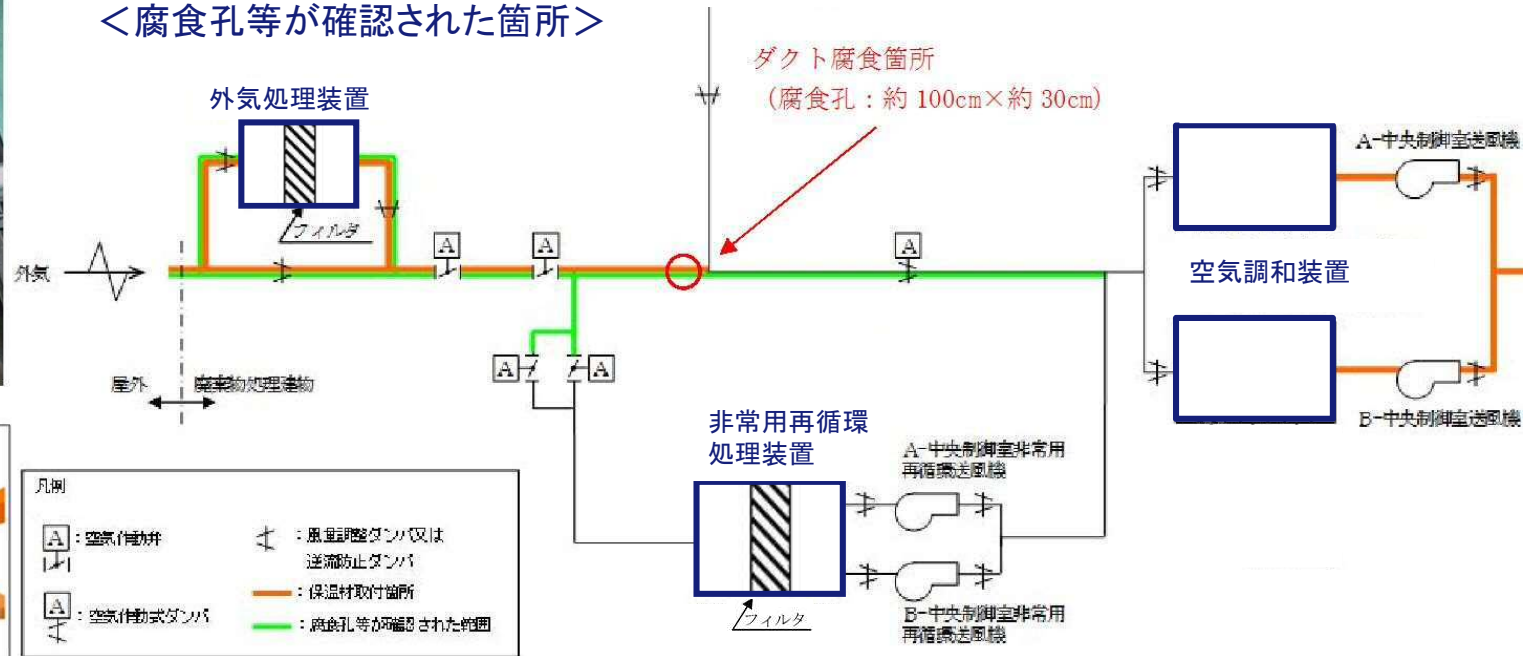 ＜腐食孔等が確認された箇所＞
ダクト腐食箇所
（腐食孔：約 100cm×約 30cm）
外気処理装置
フィルタ
A-中央制御室送風機
A
A
A
外気
空気調和装置
A
A
屋外
廃棄物処理建物
B-中央制御室送風機
非常用再循環
処理装置
A-中央制御室非常用
再循環送風機
フィルタ
B-中央制御室非常用
再循環送風機
凡例
A
：空気作動弁
：風量調整ダンパ又は
逆流防止ダンパ
：保温材取付箇所
A
：空気作動式ダンパ
：腐食孔等が確認された範囲